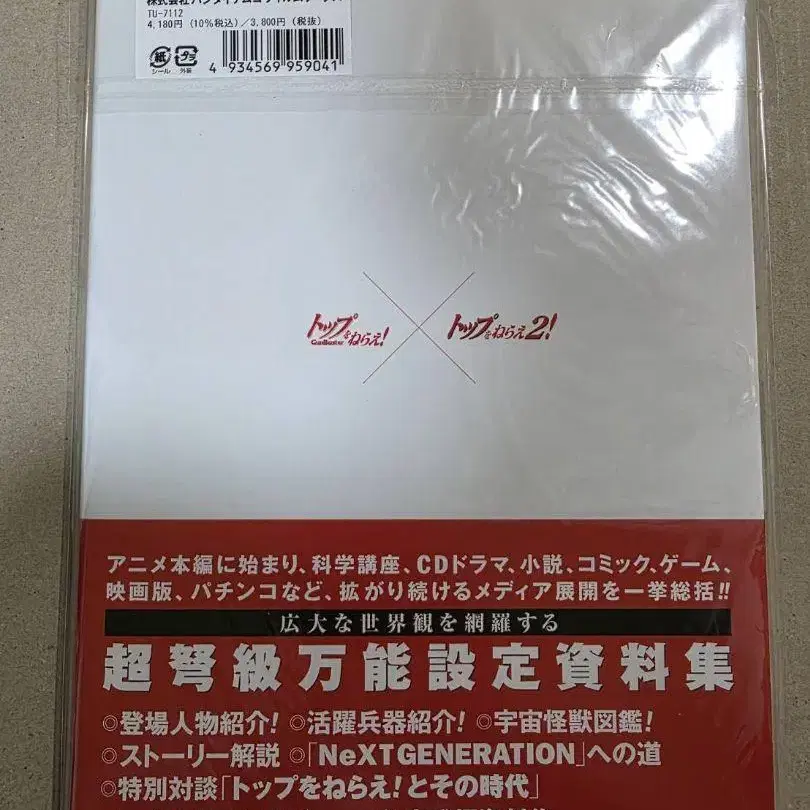 TU-7112
4,180円(10%税込)/3,800円(税抜)
紙
プラ
シール
外装
4 934569 959041
トップをねらえ!
GunBuster
トップをねらえ2!
アニメ本編に始まり、科学講座、CDドラマ、小説、コミック、ゲーム、
映画版、パチンコなど、拡がり続けるメディア展開を一挙総括!!
広大な世界観を網羅する
超弩級万能設定資料集
◎登場人物紹介! ◎活躍兵器紹介! ◎宇宙怪獣図鑑!
◎ストーリー解説 ◎「NeXT GENERATION」への道
◎特別対談「トップをねらえ!とその時代」